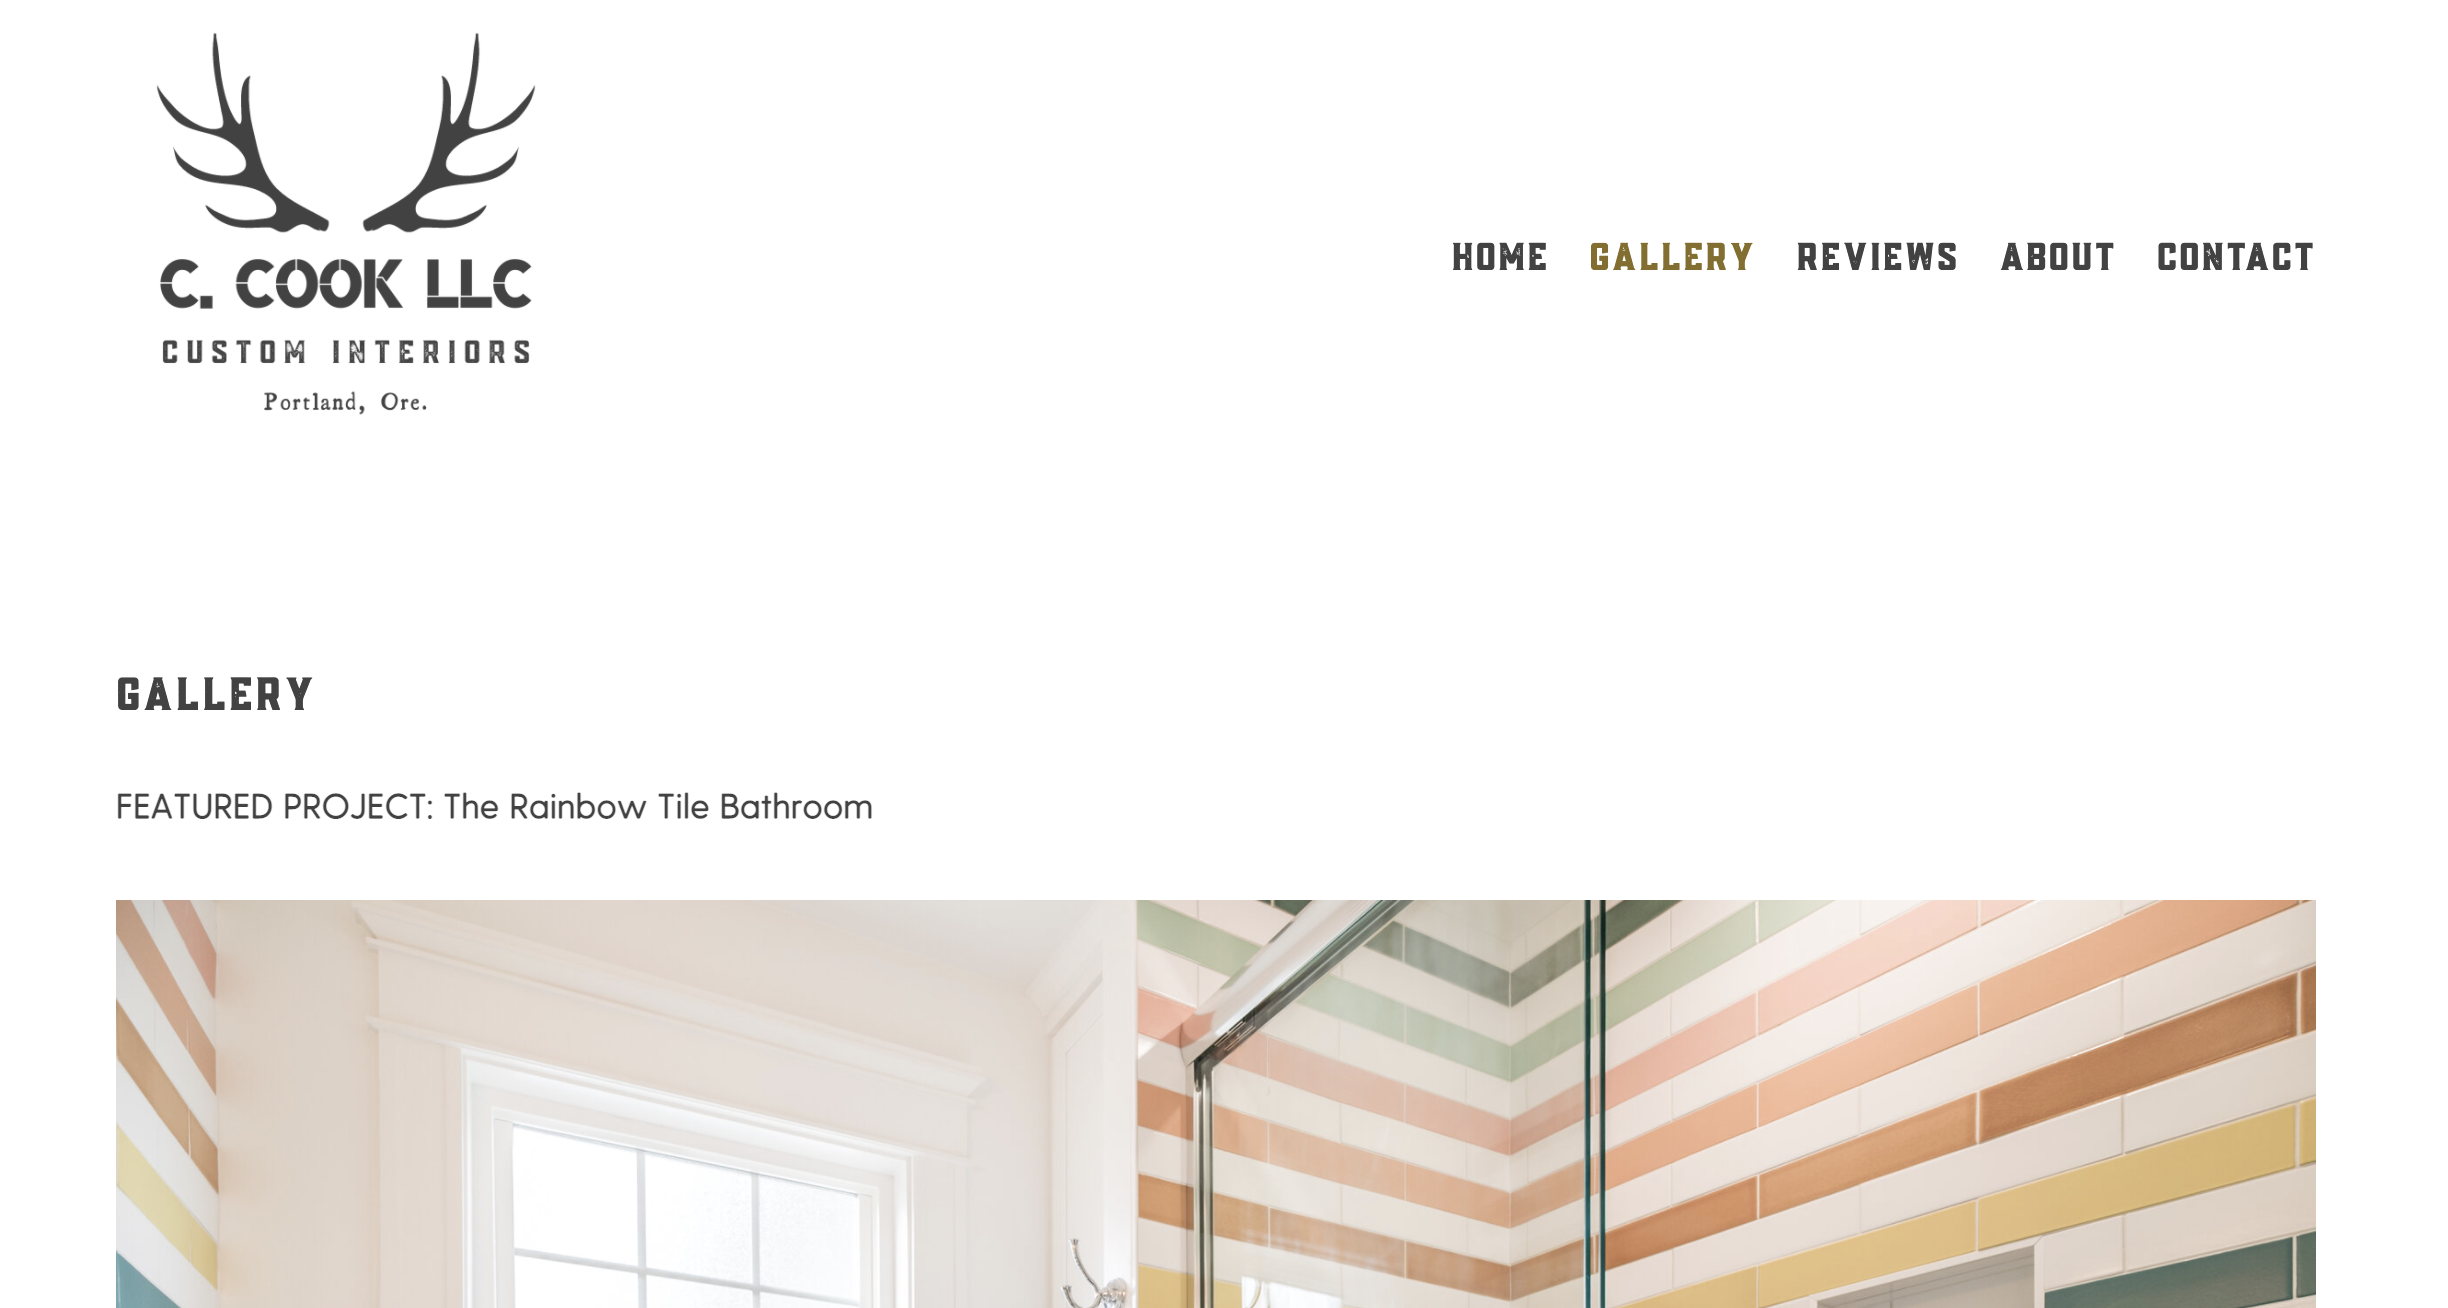 C. COOK LLC
CUSTOM INTERIORS
Portland, Ore.
HOME GALLERY REVIEWS ABOUT CONTACT
GALLERY
FEATURED PROJECT: The Rainbow Tile Bathroom